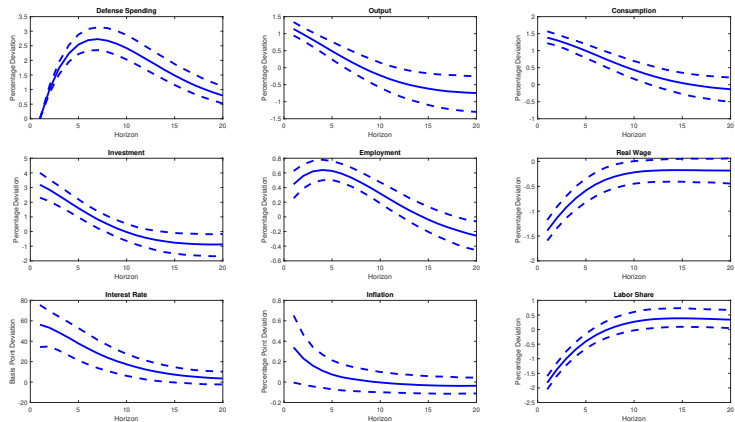 Defense Spending
Percentage Deviation
3.5
3
2.5
2
1.5
1
0.5
0
0 5 10 15 20
Horizon
Output
Percentage Deviation
1.5
1
0.5
0
-0.5
-1
-1.5
0 5 10 15 20
Horizon
Consumption
Percentage Deviation
2
1.5
1
0.5
0
-0.5
-1
0 5 10 15 20
Horizon
Investment
Percentage Deviation
5
4
3
2
1
0
-1
-2
0 5 10 15 20
Horizon
Employment
Percentage Deviation
0.8
0.6
0.4
0.2
0
-0.2
-0.4
-0.6
0 5 10 15 20
Horizon
Real Wage
Percentage Deviation
0
-0.5
-1
-1.5
-2
0 5 10 15 20
Horizon
Interest Rate
Basis Point Deviation
80
60
40
20
0
-20
0 5 10 15 20
Horizon
Inflation
Percentage Point Deviation
0.8
0.6
0.4
0.2
0
-0.2
0 5 10 15 20
Horizon
Labor Share
Percentage Deviation
1
0.5
0
-0.5
-1
-1.5
-2
-2.5
0 5 10 15 20
Horizon